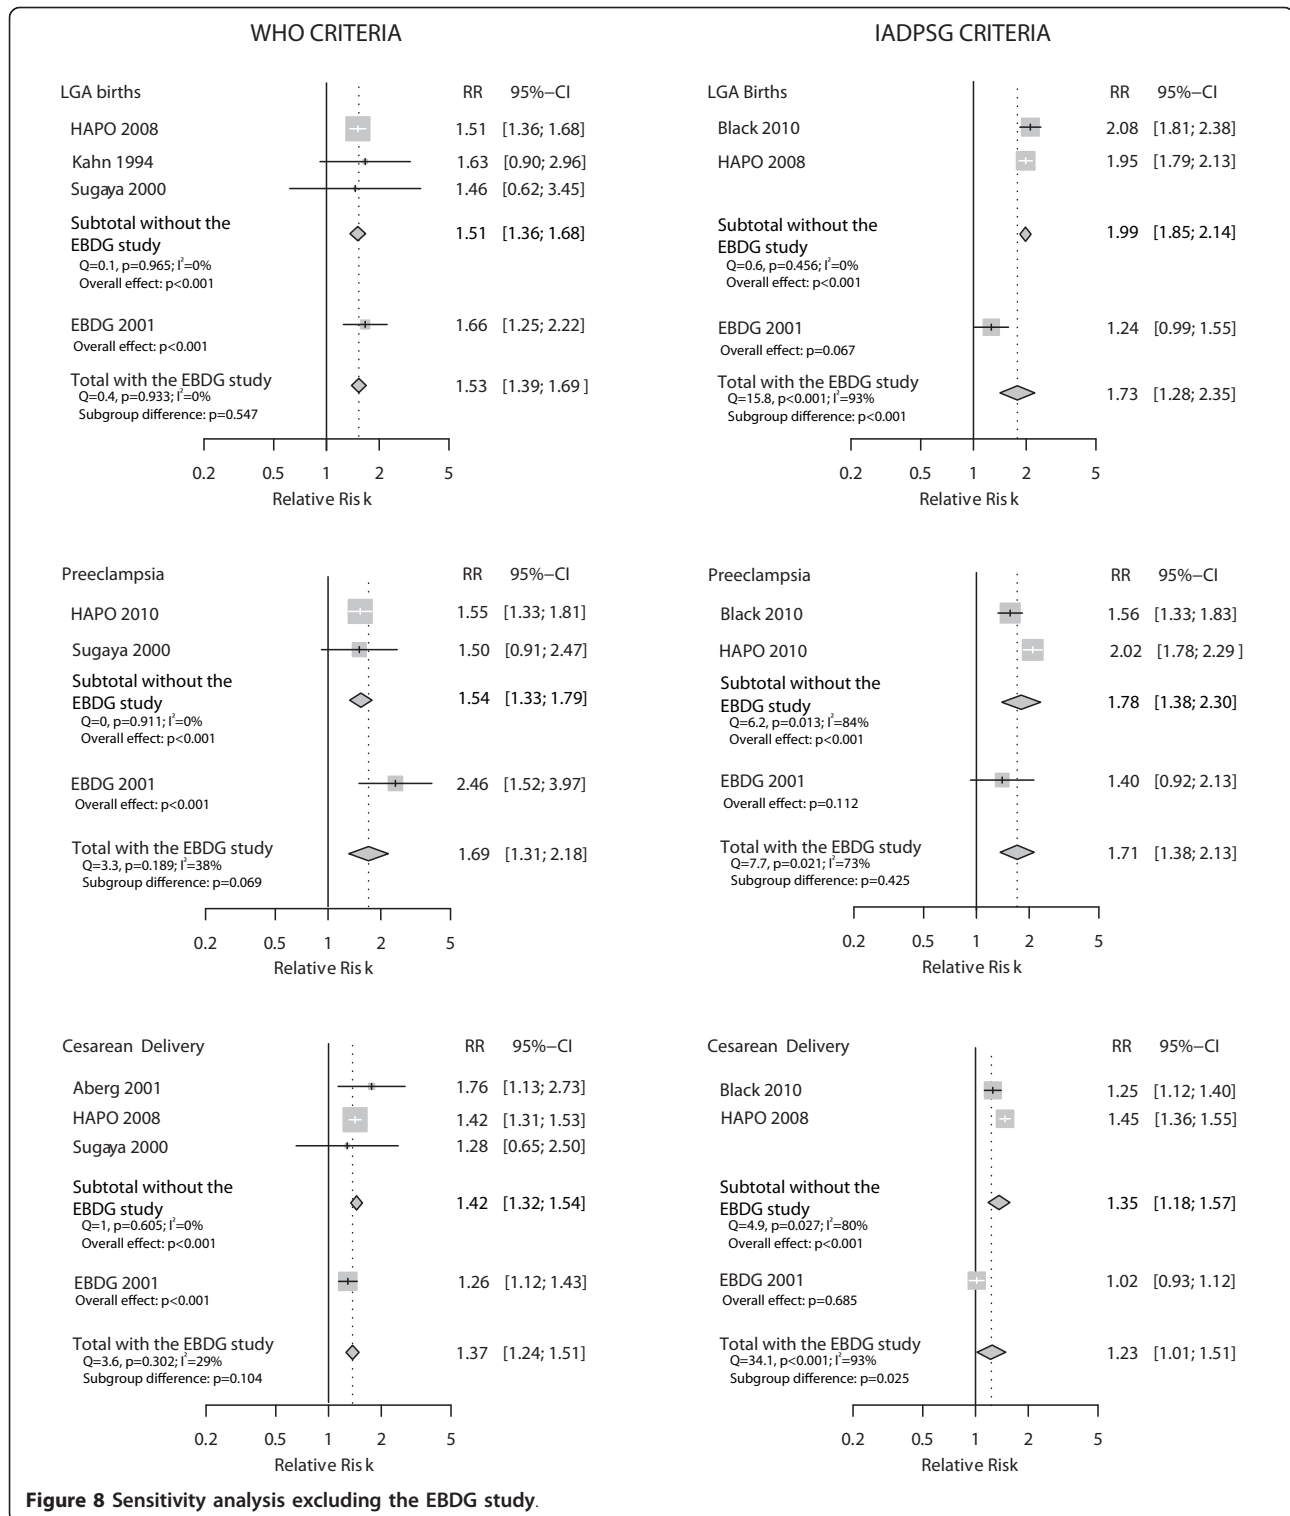 WHO CRITERIA
LGA births RR 95%−CI
HAPO 2008 1.51 [1.36; 1.68]
Kahn 1994 1.63 [0.90; 2.96]
Sugaya 2000 1.46 [0.62; 3.45]
Subtotal without the
EBDG study 1.51 [1.36; 1.68]
Q=0.1, p=0.965; I²=0%
Overall effect: p<0.001
EBDG 2001 1.66 [1.25; 2.22]
Overall effect: p<0.001
Total with the EBDG study 1.53 [1.39; 1.69 ]
Q=0.4, p=0.933; I²=0%
Subgroup difference: p=0.547
0.2 0.5 1 2 5
Relative Risk
Preeclampsia RR 95%−CI
HAPO 2010 1.55 [1.33; 1.81]
Sugaya 2000 1.50 [0.91; 2.47]
Subtotal without the
EBDG study 1.54 [1.33; 1.79]
Q=0, p=0.911; I²=0%
Overall effect: p<0.001
EBDG 2001 2.46 [1.52; 3.97]
Overall effect: p<0.001
Total with the EBDG study 1.69 [1.31; 2.18]
Q=3.3, p=0.189; I²=38%
Subgroup difference: p=0.069
0.2 0.5 1 2 5
Relative Risk
Cesarean Delivery RR 95%−CI
Aberg 2001 1.76 [1.13; 2.73]
HAPO 2008 1.42 [1.31; 1.53]
Sugaya 2000 1.28 [0.65; 2.50]
Subtotal without the
EBDG study 1.42 [1.32; 1.54]
Q=1, p=0.605; I²=0%
Overall effect: p<0.001
EBDG 2001 1.26 [1.12; 1.43]
Overall effect: p<0.001
Total with the EBDG study 1.37 [1.24; 1.51]
Q=3.6, p=0.302; I²=29%
Subgroup difference: p=0.104
0.2 0.5 1 2 5
Relative Risk
IADPSG CRITERIA
LGA Births RR 95%−CI
Black 2010 2.08 [1.81; 2.38]
HAPO 2008 1.95 [1.79; 2.13]
Subtotal without the
EBDG study 1.99 [1.85; 2.14]
Q=0.6, p=0.456; I²=0%
Overall effect: p<0.001
EBDG 2001 1.24 [0.99; 1.55]
Overall effect: p=0.067
Total with the EBDG study 1.73 [1.28; 2.35]
Q=15.8, p<0.001; I²=93%
Subgroup difference: p<0.001
0.2 0.5 1 2 5
Relative Risk
Preeclampsia RR 95%−CI
Black 2010 1.56 [1.33; 1.83]
HAPO 2010 2.02 [1.78; 2.29 ]
Subtotal without the
EBDG study 1.78 [1.38; 2.30]
Q=6.2, p=0.013; I²=84%
Overall effect: p<0.001
EBDG 2001 1.40 [0.92; 2.13]
Overall effect: p=0.112
Total with the EBDG study 1.71 [1.38; 2.13]
Q=7.7, p=0.021; I²=73%
Subgroup difference: p=0.425
0.2 0.5 1 2 5
Relative Risk
Cesarean Delivery RR 95%−CI
Black 2010 1.25 [1.12; 1.40]
HAPO 2008 1.45 [1.36; 1.55]
Subtotal without the
EBDG study 1.35 [1.18; 1.57]
Q=4.9, p=0.027; I²=80%
Overall effect: p<0.001
EBDG 2001 1.02 [0.93; 1.12]
Overall effect: p=0.685
Total with the EBDG study 1.23 [1.01; 1.51]
Q=34.1, p<0.001; I²=93%
Subgroup difference: p=0.025
0.2 0.5 1 2 5
Relative Risk
Figure 8 Sensitivity analysis excluding the EBDG study.